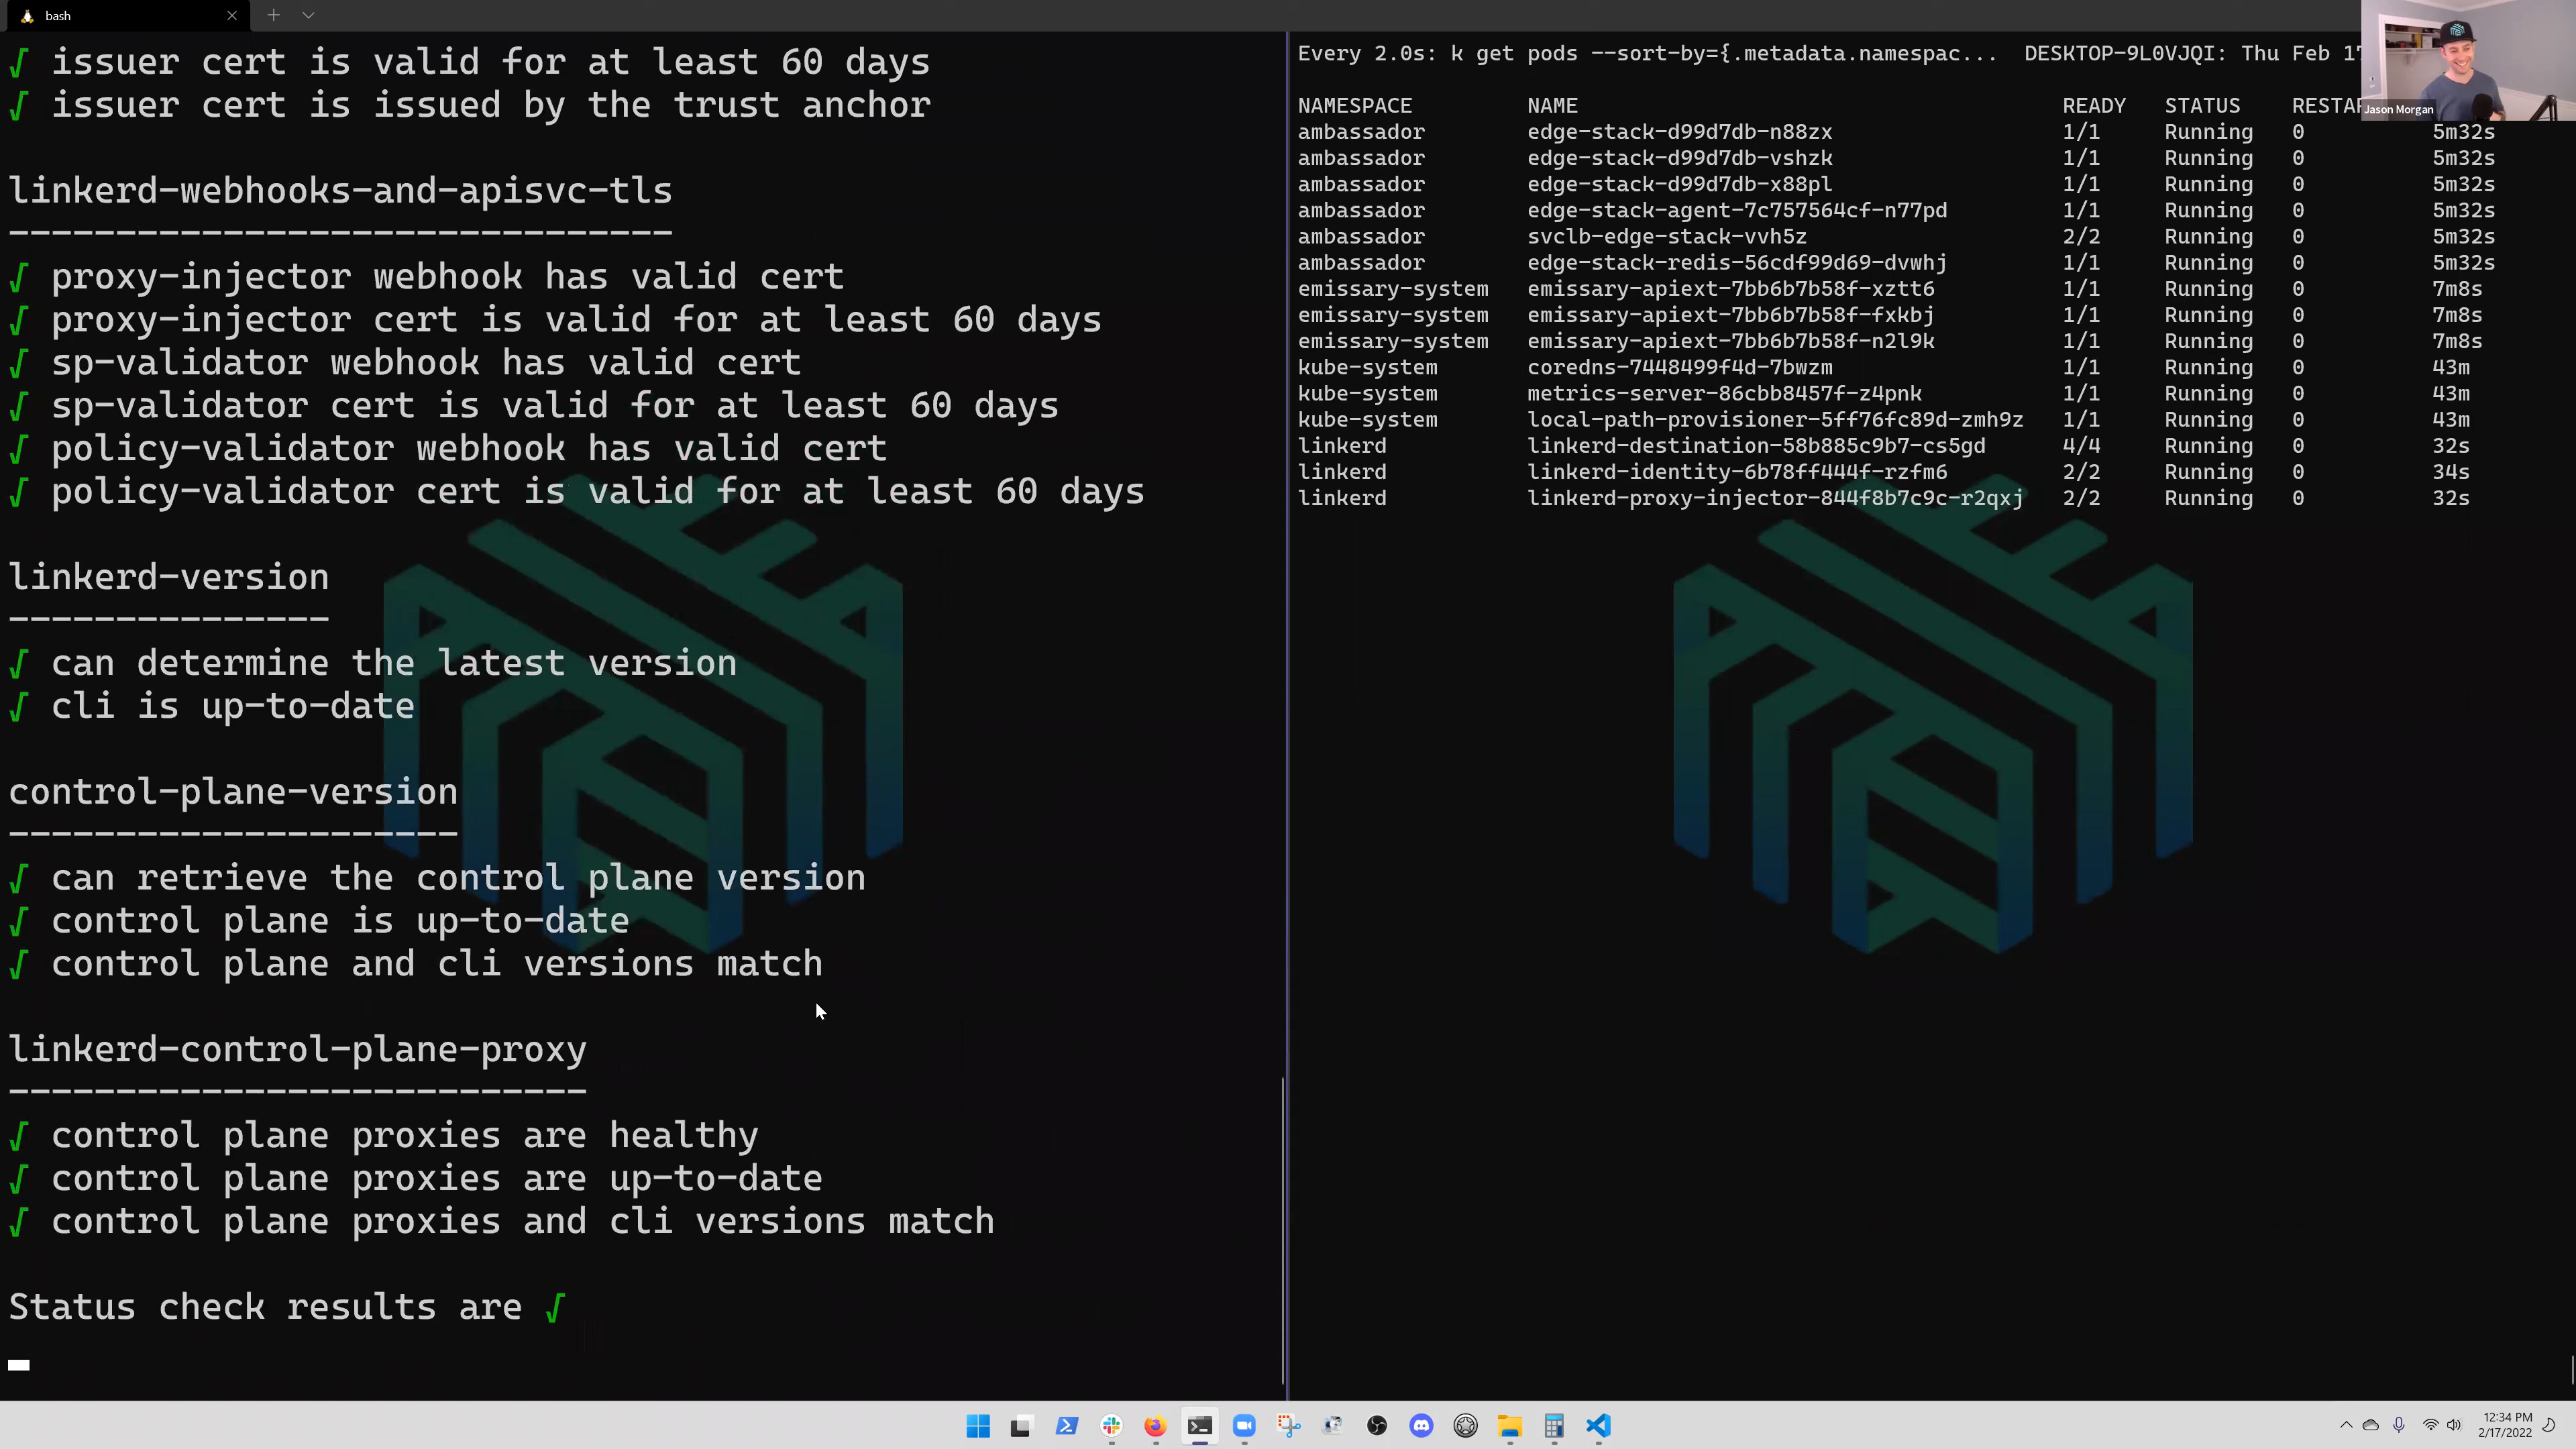 bash
√ issuer cert is valid for at least 60 days
√ issuer cert is issued by the trust anchor
linkerd-webhooks-and-apisvc-tls
-------------------------------
√ proxy-injector webhook has valid cert
√ proxy-injector cert is valid for at least 60 days
√ sp-validator webhook has valid cert
√ sp-validator cert is valid for at least 60 days
√ policy-validator webhook has valid cert
√ policy-validator cert is valid for at least 60 days
linkerd-version
---------------
√ can determine the latest version
√ cli is up-to-date
control-plane-version
---------------------
√ can retrieve the control plane version
√ control plane is up-to-date
√ control plane and cli versions match
linkerd-control-plane-proxy
---------------------------
√ control plane proxies are healthy
√ control plane proxies are up-to-date
√ control plane proxies and cli versions match
Status check results are √
Every 2.0s: k get pods --sort-by={.metadata.namespac... DESKTOP-9L0VJQI: Thu Feb 17
Jason Morgan
NAMESPACE NAME READY STATUS RESTAR
ambassador edge-stack-d99d7db-n88zx 1/1 Running 0 5m32s
ambassador edge-stack-d99d7db-vshzk 1/1 Running 0 5m32s
ambassador edge-stack-d99d7db-x88pl 1/1 Running 0 5m32s
ambassador edge-stack-agent-7c757564cf-n77pd 1/1 Running 0 5m32s
ambassador svclb-edge-stack-vvh5z 2/2 Running 0 5m32s
ambassador edge-stack-redis-56cdf99d69-dvwhj 1/1 Running 0 5m32s
emissary-system emissary-apiext-7bb6b7b58f-xztt6 1/1 Running 0 7m8s
emissary-system emissary-apiext-7bb6b7b58f-fxkbj 1/1 Running 0 7m8s
emissary-system emissary-apiext-7bb6b7b58f-n2l9k 1/1 Running 0 7m8s
kube-system coredns-7448499f4d-7bwzm 1/1 Running 0 43m
kube-system metrics-server-86cbb8457f-z4pnk 1/1 Running 0 43m
kube-system local-path-provisioner-5ff76fc89d-zmh9z 1/1 Running 0 43m
linkerd linkerd-destination-58b885c9b7-cs5gd 4/4 Running 0 32s
linkerd linkerd-identity-6b78ff444f-rzfm6 2/2 Running 0 34s
linkerd linkerd-proxy-injector-844f8b7c9c-r2qxj 2/2 Running 0 32s
12:34 PM
2/17/2022